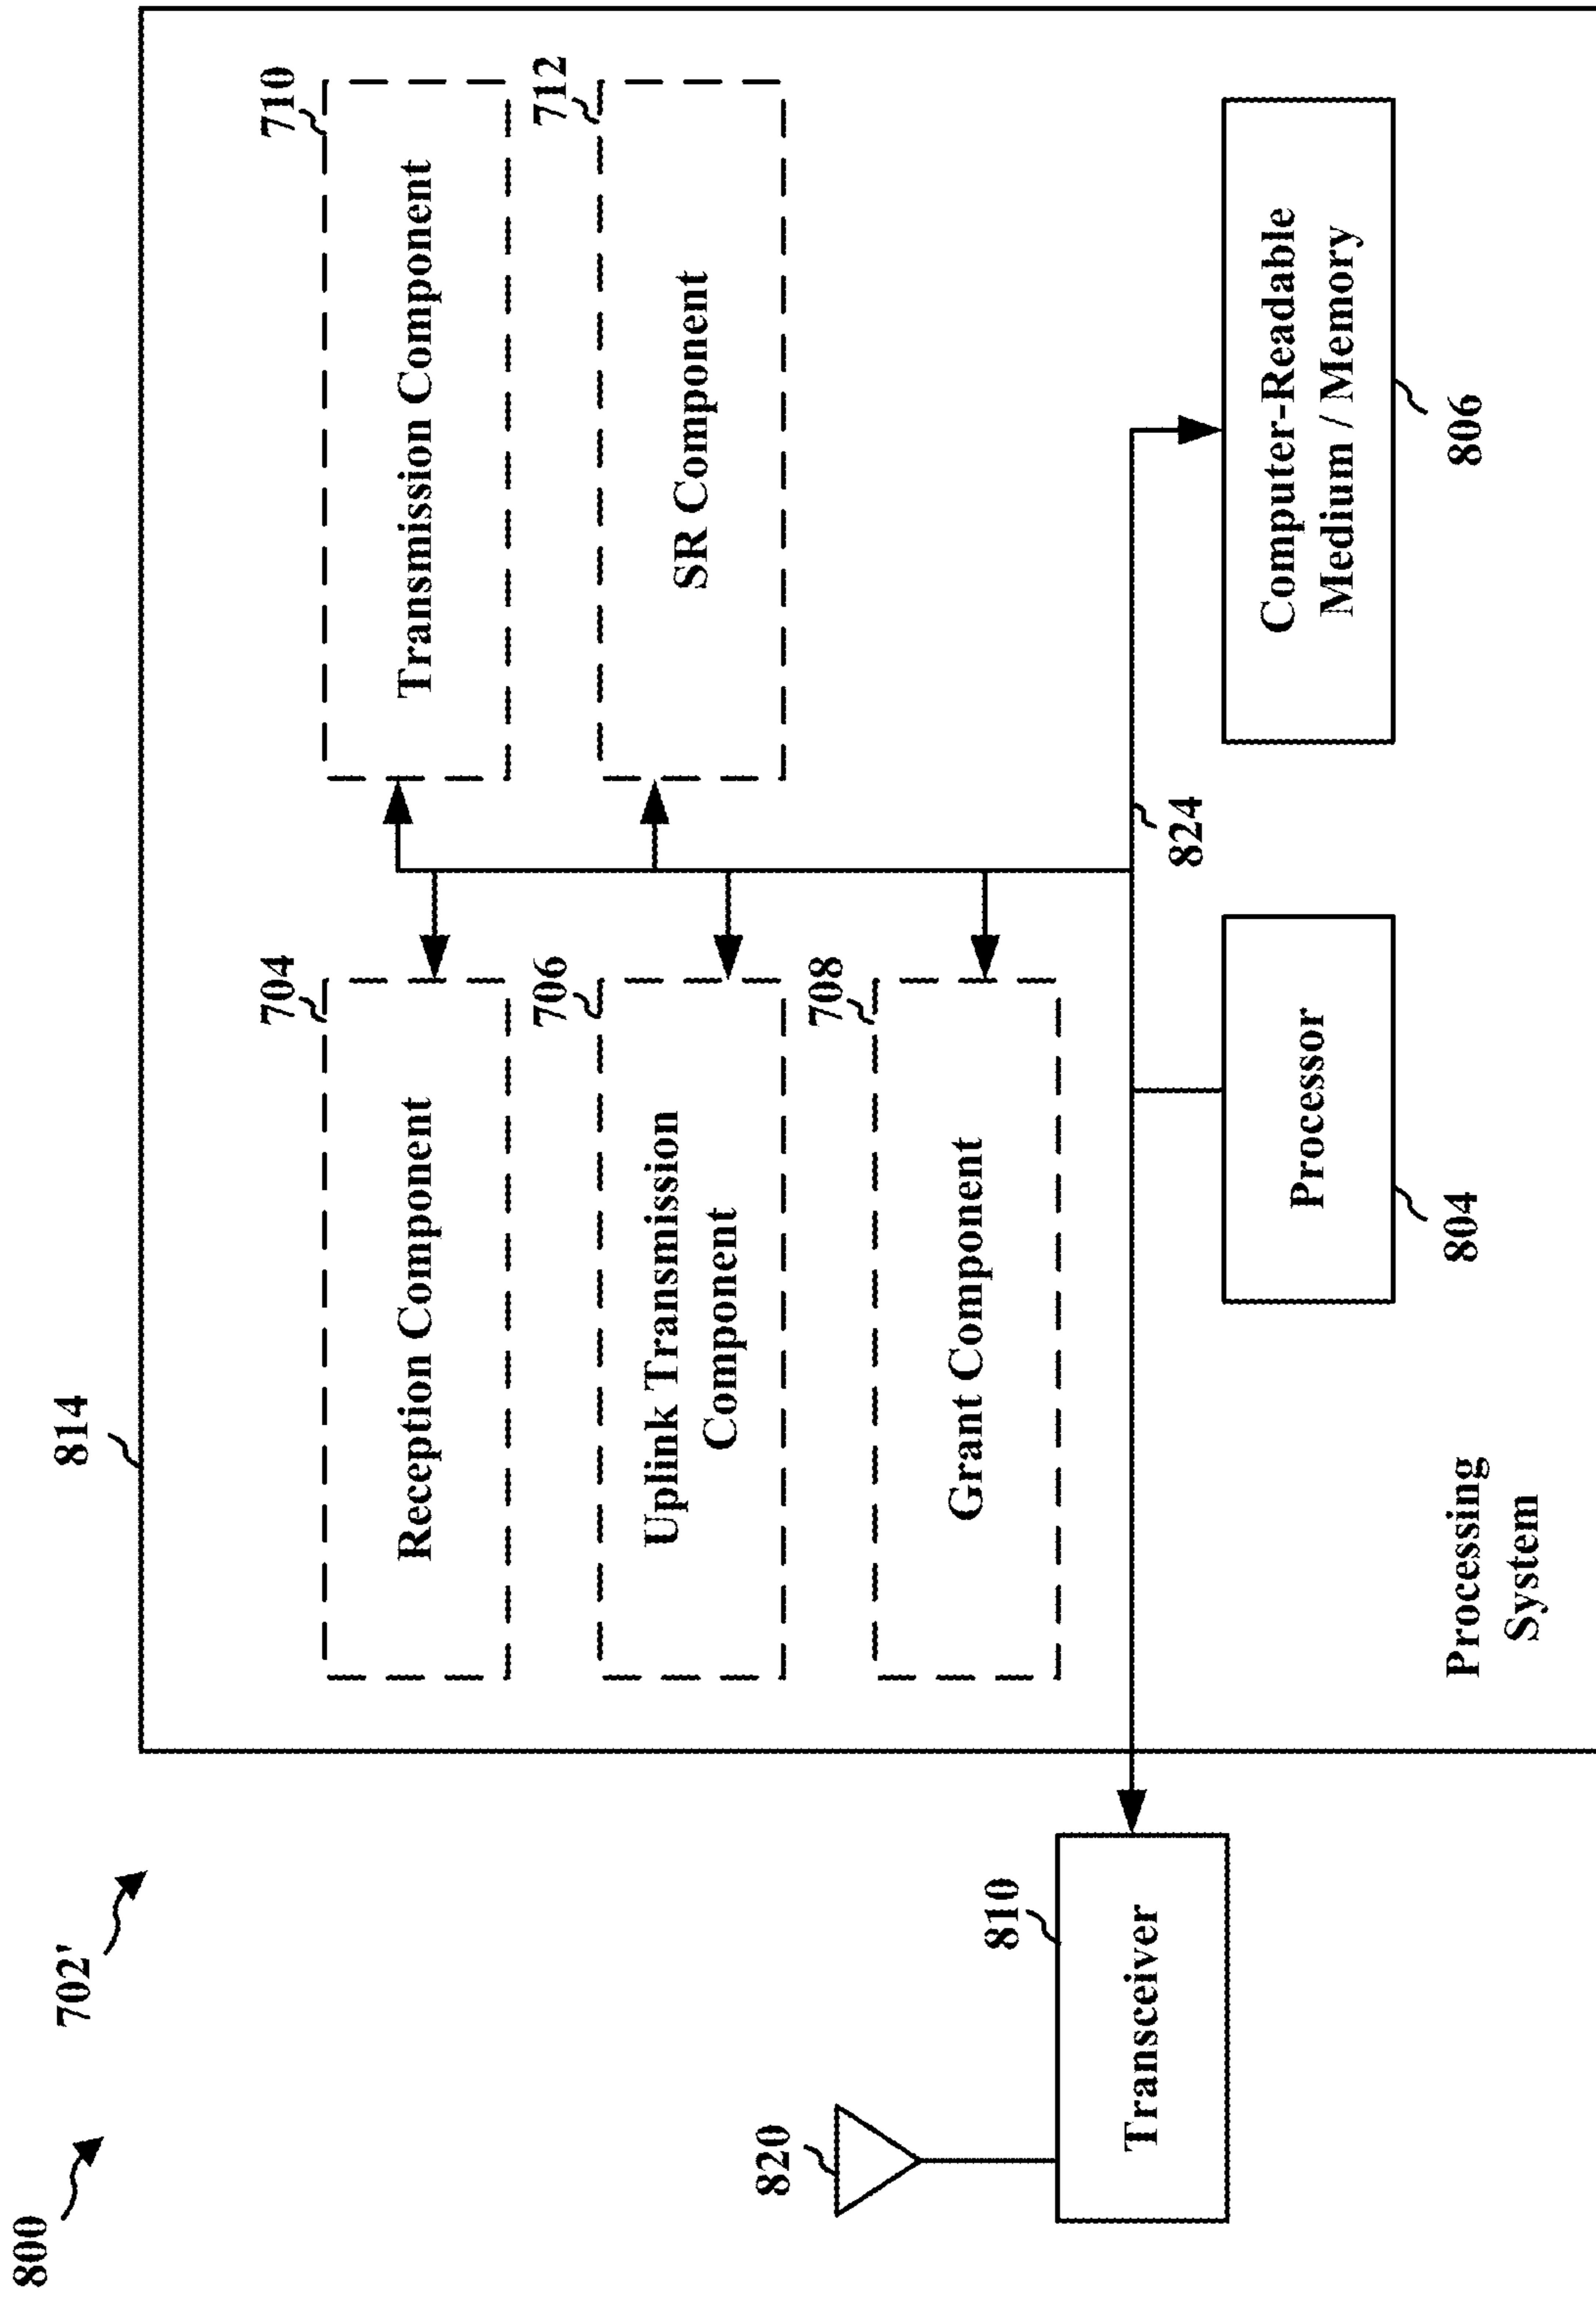 800
702'
814
704
Reception Component
710
Transmission Component
706
Uplink Transmission
Component
712
SR Component
708
Grant Component
820
810
Transceiver
824
Processor
804
Computer-Readable
Medium / Memory
806
Processing
System